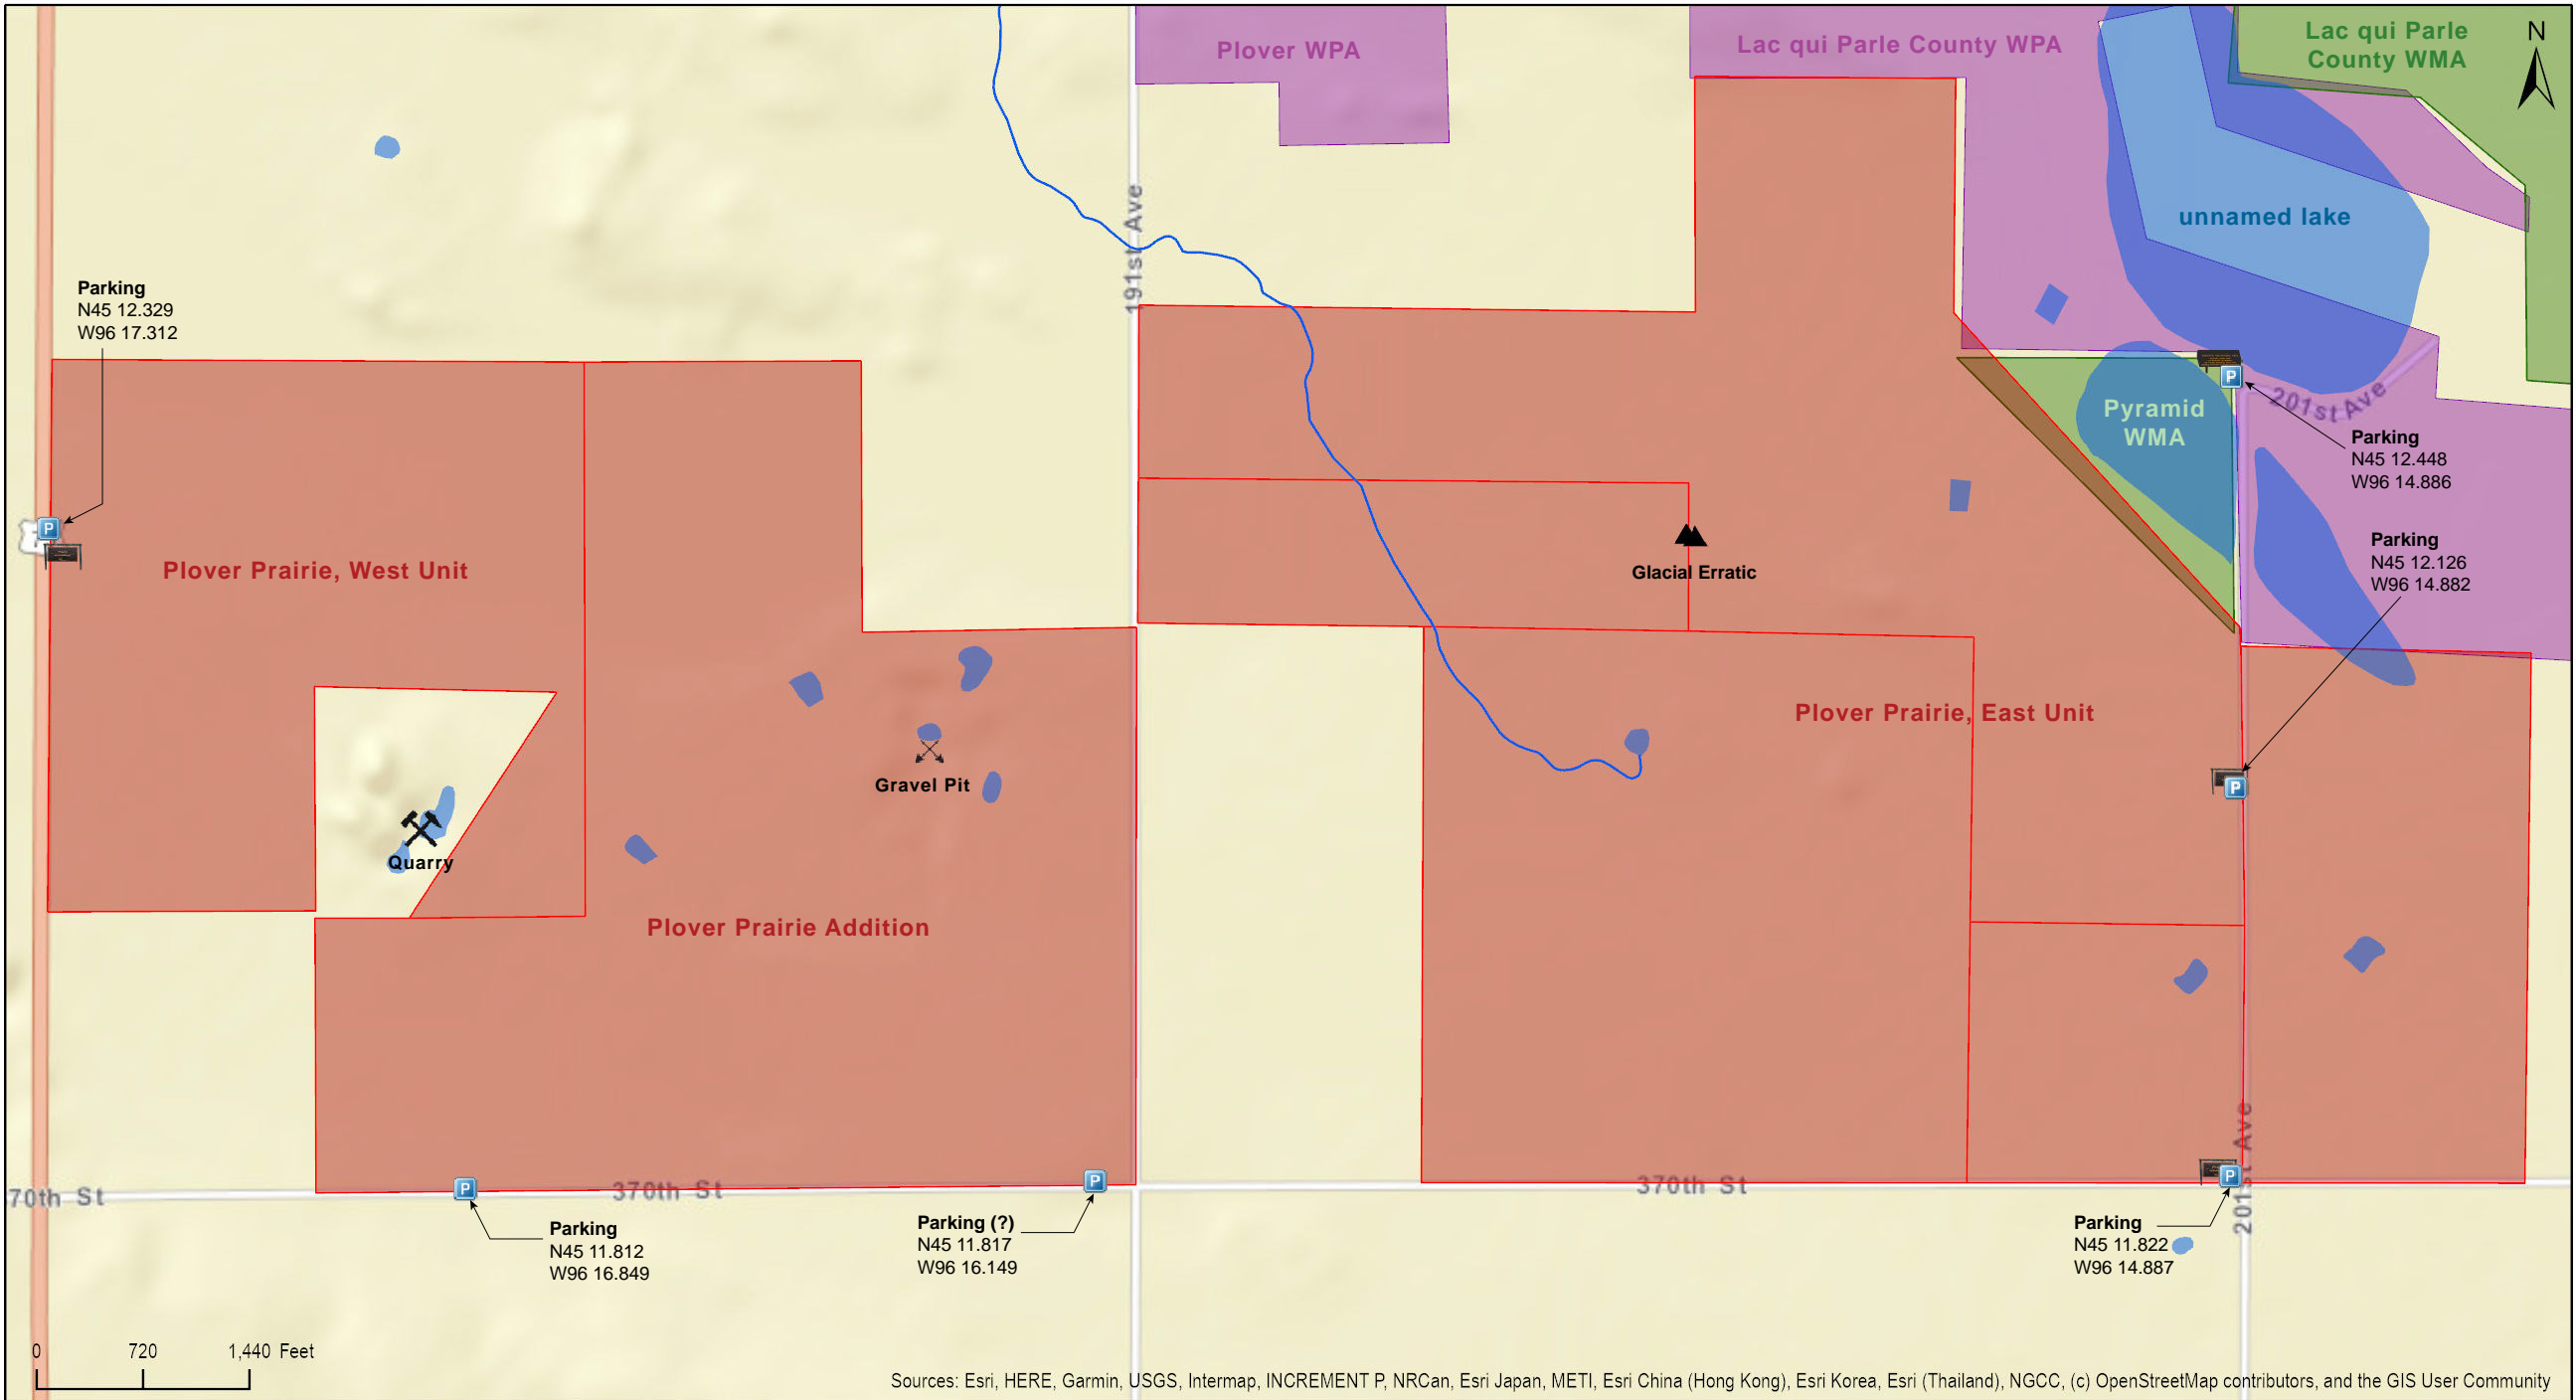 Plover WPA
Lac qui Parle County WPA
Lac qui Parle
County WMA
N
unnamed lake
191st Ave
Parking
N45 12.329
W96 17.312
Pyramid
WMA
201st Ave
Parking
N45 12.448
W96 14.886
Parking
N45 12.126
W96 14.882
Plover Prairie, West Unit
Glacial Erratic
Plover Prairie, East Unit
Gravel Pit
Quarry
Plover Prairie Addition
70th St
370th St
370th St
201st Ave
Parking
N45 11.812
W96 16.849
Parking (?)
N45 11.817
W96 16.149
Parking
N45 11.822
W96 14.887
P
P
P
P
P
P
0 720 1,440 Feet
Sources: Esri, HERE, Garmin, USGS, Intermap, INCREMENT P, NRCan, Esri Japan, METI, Esri China (Hong Kong), Esri Korea, Esri (Thailand), NGCC, (c) OpenStreetMap contributors, and the GIS User Community